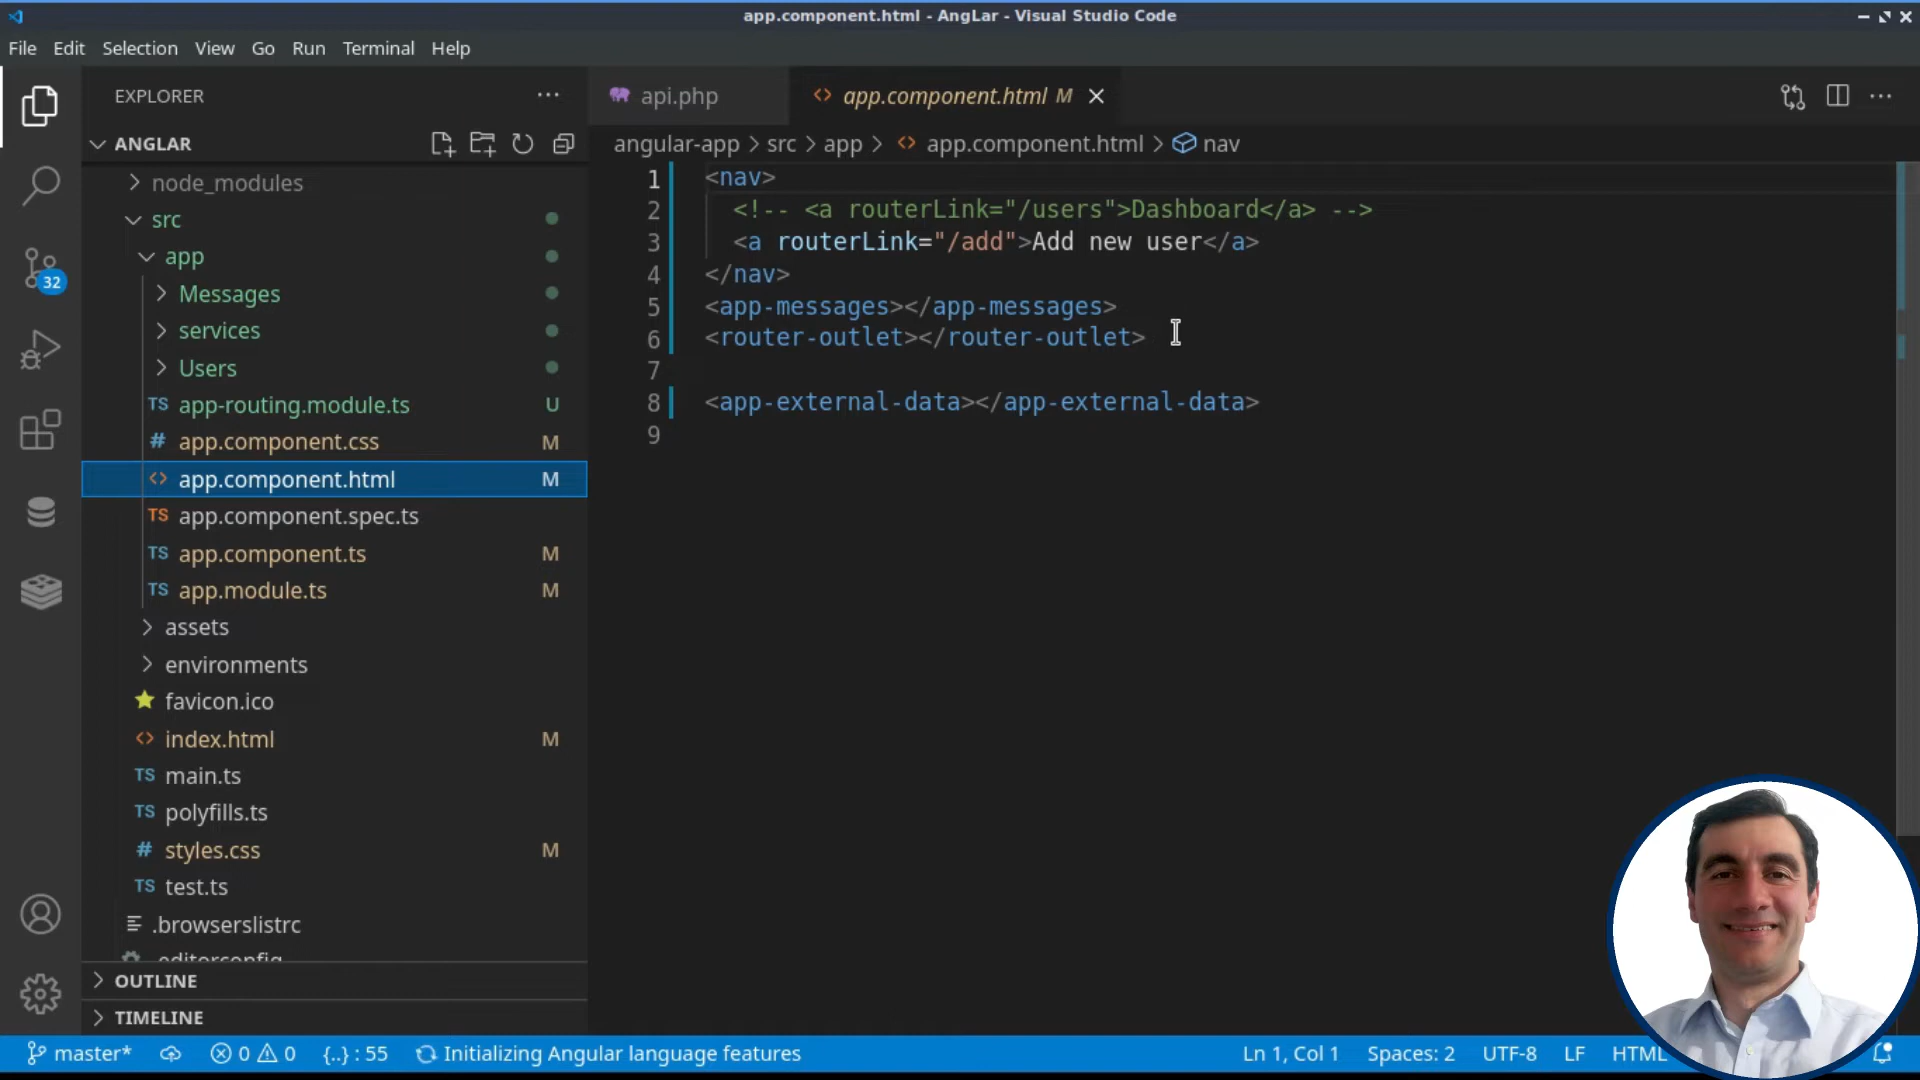 app.component.html - AngLar - Visual Studio Code
File Edit Selection View Go Run Terminal Help
EXPLORER
ANGLAR
node_modules
src
app
Messages
services
Users
TS app-routing.module.ts U
# app.component.css M
<> app.component.html M
TS app.component.spec.ts
TS app.component.ts M
TS app.module.ts M
assets
environments
favicon.ico
<> index.html M
TS main.ts
TS polyfills.ts
# styles.css M
TS test.ts
.browserslistrc
.editorconfig
OUTLINE
TIMELINE
32
api.php
<> app.component.html M
angular-app > src > app > <> app.component.html > nav
1 <nav>
2 <!-- <a routerLink="/users">Dashboard</a> -->
3 <a routerLink="/add">Add new user</a>
4 </nav>
5 <app-messages></app-messages>
6 <router-outlet></router-outlet>
7
8 <app-external-data></app-external-data>
9
master* 0 0 {..} : 55 Initializing Angular language features Ln 1, Col 1 Spaces: 2 UTF-8 LF HTML